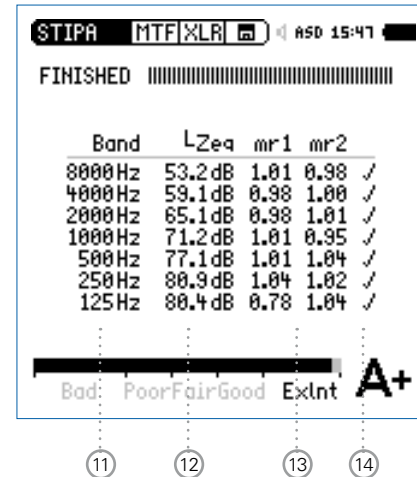 STIPA MTF XLR ASD 15:47
FINISHED
Band LZeq mr1 mr2
8000Hz 53.2dB 1.01 0.98 ✓
4000Hz 59.1dB 0.98 1.00 ✓
2000Hz 65.1dB 0.98 1.01 ✓
1000Hz 71.2dB 1.01 0.95 ✓
500Hz 77.1dB 1.01 1.04 ✓
250Hz 80.9dB 1.04 1.02 ✓
125Hz 80.4dB 0.78 1.04 ✓
Bad PoorFairGood Exlnt A+
11 12 13 14